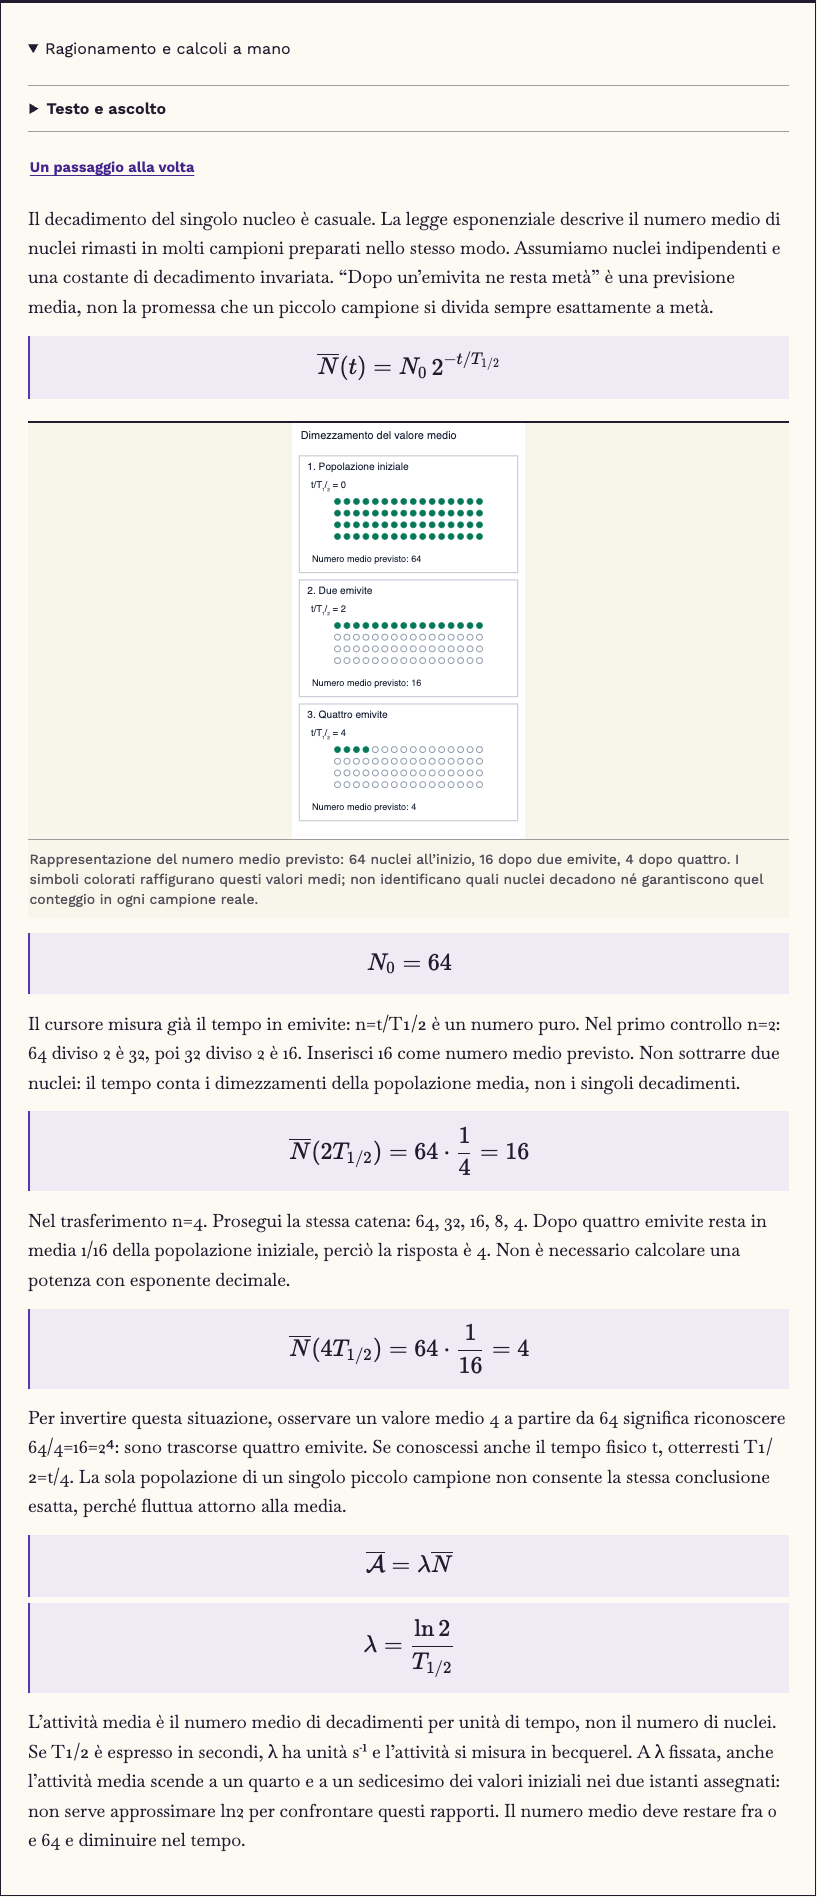 ▼ Ragionamento e calcoli a mano
▶ Testo e ascolto
Un passaggio alla volta
Il decadimento del singolo nucleo è casuale. La legge esponenziale descrive il numero medio di
nuclei rimasti in molti campioni preparati nello stesso modo. Assumiamo nuclei indipendenti e
una costante di decadimento invariata. “Dopo un’emivita ne resta metà” è una previsione
media, non la promessa che un piccolo campione si divida sempre esattamente a metà.
N̅(t) = N₀ 2^{−t/T_{1/2}}
Dimezzamento del valore medio
1. Popolazione iniziale
t/T₁/₂ = 0
Numero medio previsto: 64
2. Due emivite
t/T₁/₂ = 2
Numero medio previsto: 16
3. Quattro emivite
t/T₁/₂ = 4
Numero medio previsto: 4
Rappresentazione del numero medio previsto: 64 nuclei all’inizio, 16 dopo due emivite, 4 dopo quattro. I
simboli colorati raffigurano questi valori medi; non identificano quali nuclei decadono né garantiscono quel
conteggio in ogni campione reale.
N₀ = 64
Il cursore misura già il tempo in emivite: n=t/T1/2 è un numero puro. Nel primo controllo n=2:
64 diviso 2 è 32, poi 32 diviso 2 è 16. Inserisci 16 come numero medio previsto. Non sottrarre due
nuclei: il tempo conta i dimezzamenti della popolazione media, non i singoli decadimenti.
N̅(2T_{1/2}) = 64 · 1/4 = 16
Nel trasferimento n=4. Prosegui la stessa catena: 64, 32, 16, 8, 4. Dopo quattro emivite resta in
media 1/16 della popolazione iniziale, perciò la risposta è 4. Non è necessario calcolare una
potenza con esponente decimale.
N̅(4T_{1/2}) = 64 · 1/16 = 4
Per invertire questa situazione, osservare un valore medio 4 a partire da 64 significa riconoscere
64/4=16=2⁴: sono trascorse quattro emivite. Se conoscessi anche il tempo fisico t, otterresti T1/
2=t/4. La sola popolazione di un singolo piccolo campione non consente la stessa conclusione
esatta, perché fluttua attorno alla media.
𝒜̅ = λN̅
λ = ln 2 / T_{1/2}
L’attività media è il numero medio di decadimenti per unità di tempo, non il numero di nuclei.
Se T1/2 è espresso in secondi, λ ha unità s⁻¹ e l’attività si misura in becquerel. A λ fissata, anche
l’attività media scende a un quarto e a un sedicesimo dei valori iniziali nei due istanti assegnati:
non serve approssimare ln2 per confrontare questi rapporti. Il numero medio deve restare fra 0
e 64 e diminuire nel tempo.